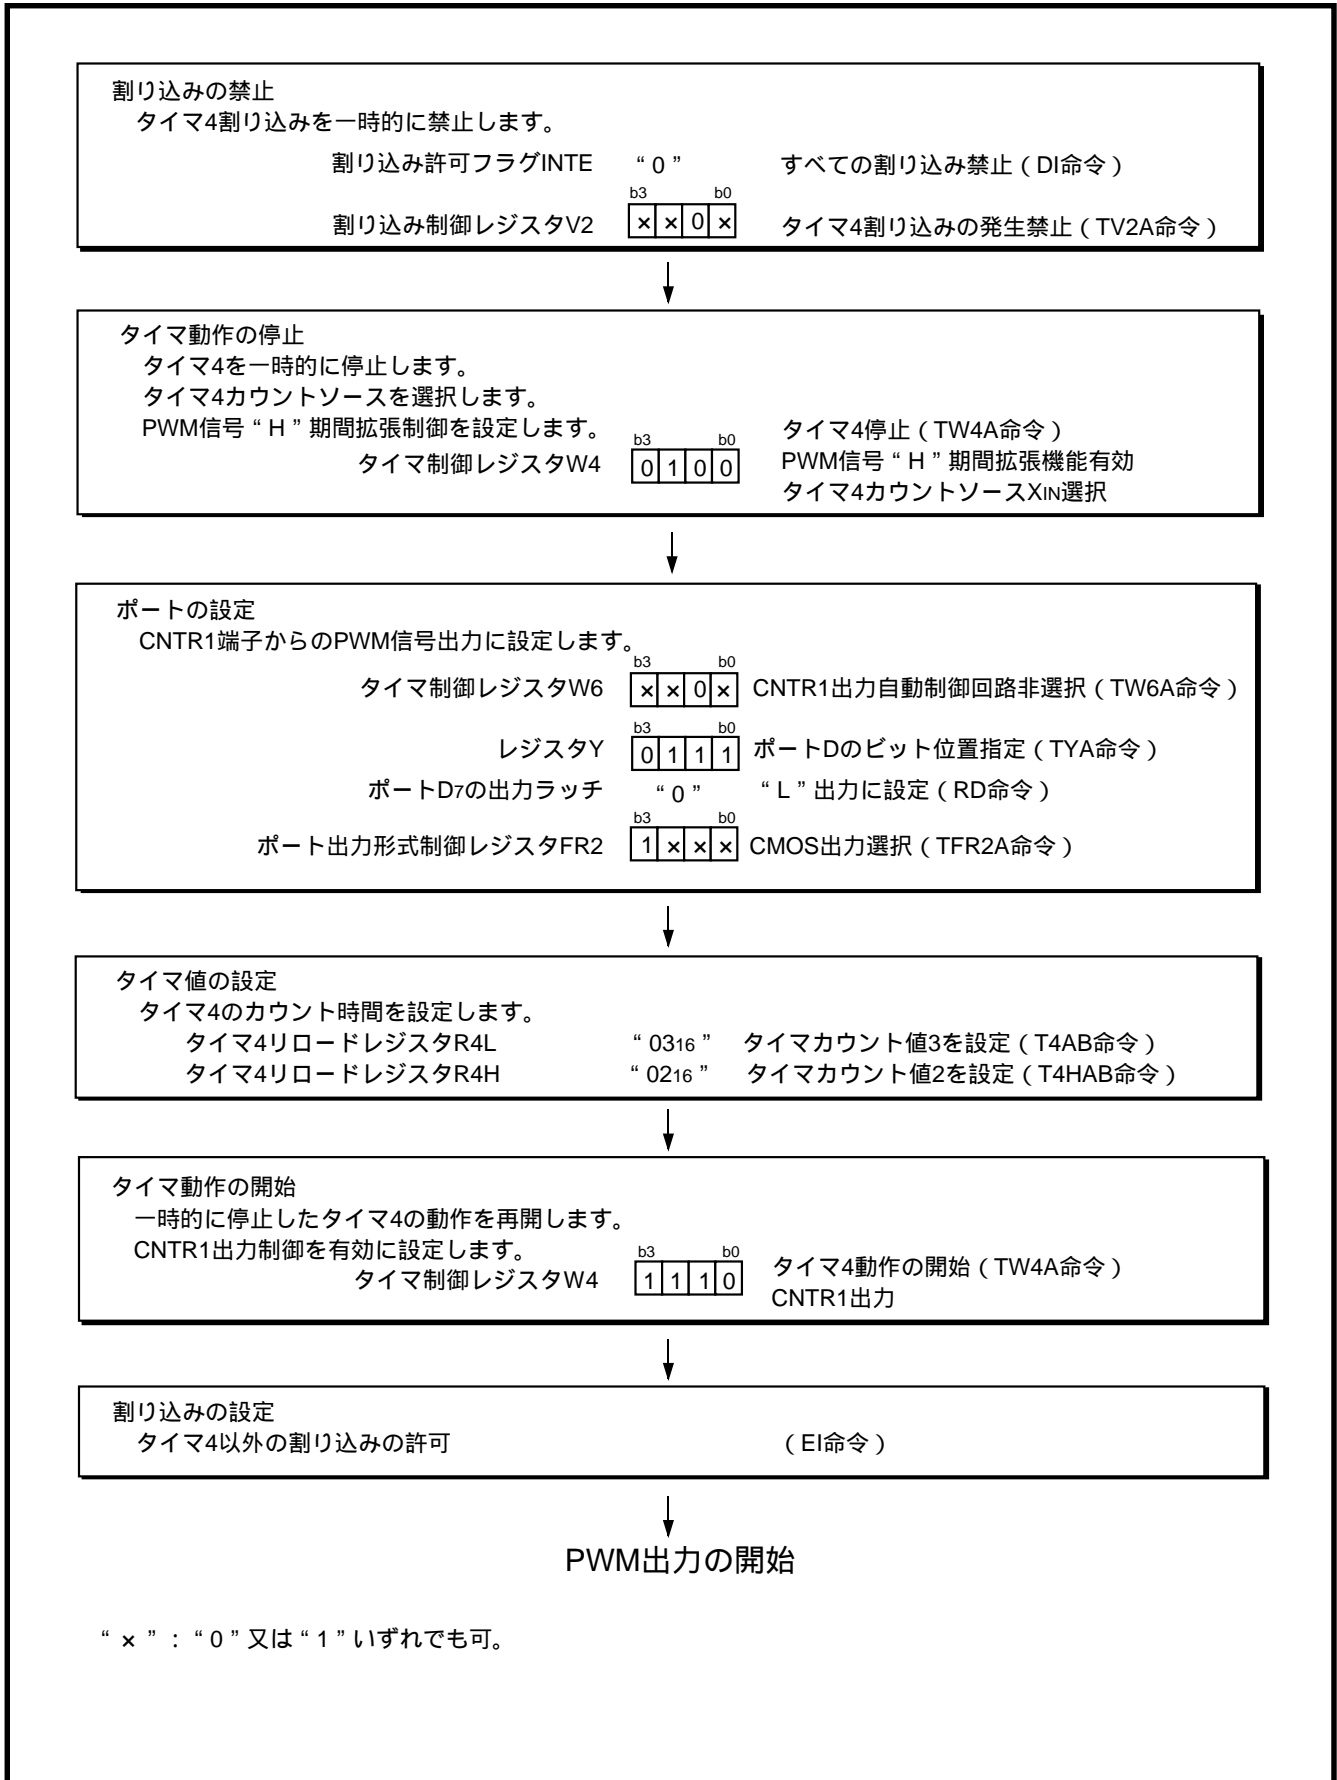 割り込みの禁止
タイマ4割り込みを一時的に禁止します。
割り込み許可フラグINTE “ 0 ” すべての割り込み禁止 ( DI命令 )
b3 b0
割り込み制御レジスタV2 × × 0 × タイマ4割り込みの発生禁止 ( TV2A命令 )
タイマ動作の停止
タイマ4を一時的に停止します。
タイマ4カウントソースを選択します。
PWM信号 “ H ” 期間拡張制御を設定します。
b3 b0 タイマ4停止 ( TW4A命令 )
タイマ制御レジスタW4 0 1 0 0 PWM信号 “ H ” 期間拡張機能有効
タイマ4カウントソースXIN選択
ポートの設定
CNTR1端子からのPWM信号出力に設定します。
b3 b0
タイマ制御レジスタW6 × × 0 × CNTR1出力自動制御回路非選択 ( TW6A命令 )
b3 b0
レジスタY 0 1 1 1 ポートDのビット位置指定 ( TYA命令 )
ポートD7の出力ラッチ “ 0 ” “ L ” 出力に設定 ( RD命令 )
b3 b0
ポート出力形式制御レジスタFR2 1 × × × CMOS出力選択 ( TFR2A命令 )
タイマ値の設定
タイマ4のカウント時間を設定します。
タイマ4リロードレジスタR4L “ 0316 ” タイマカウント値3を設定 ( T4AB命令 )
タイマ4リロードレジスタR4H “ 0216 ” タイマカウント値2を設定 ( T4HAB命令 )
タイマ動作の開始
一時的に停止したタイマ4の動作を再開します。
CNTR1出力制御を有効に設定します。
b3 b0 タイマ4動作の開始 ( TW4A命令 )
タイマ制御レジスタW4 1 1 1 0
CNTR1出力
割り込みの設定
タイマ4以外の割り込みの許可 ( EI命令 )
PWM出力の開始
“ × ” : “ 0 ” 又は “ 1 ” いずれでも可。